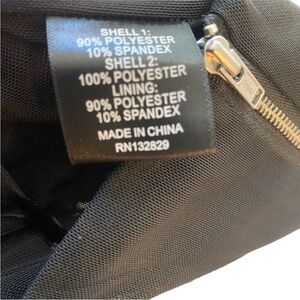 SHELL 1:
90% POLYESTER
10% SPANDEX
SHELL 2:
100% POLYESTER
LINING:
90% POLYESTER
10% SPANDEX
MADE IN CHINA
RN132829